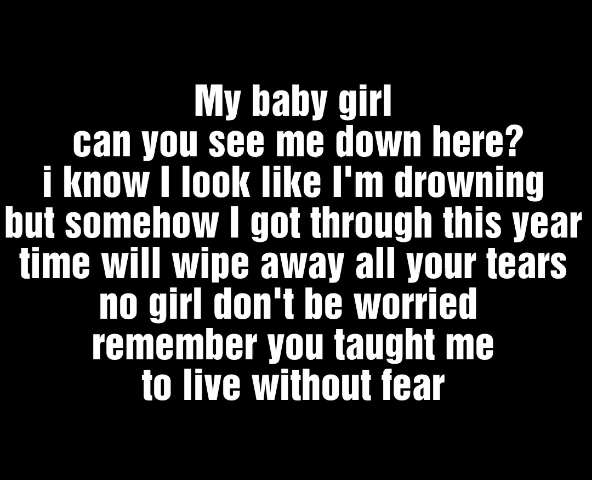 My baby girl
can you see me down here?
i know I look like I'm drowning
but somehow I got through this year
time will wipe away all your tears
no girl don't be worried
remember you taught me
to live without fear